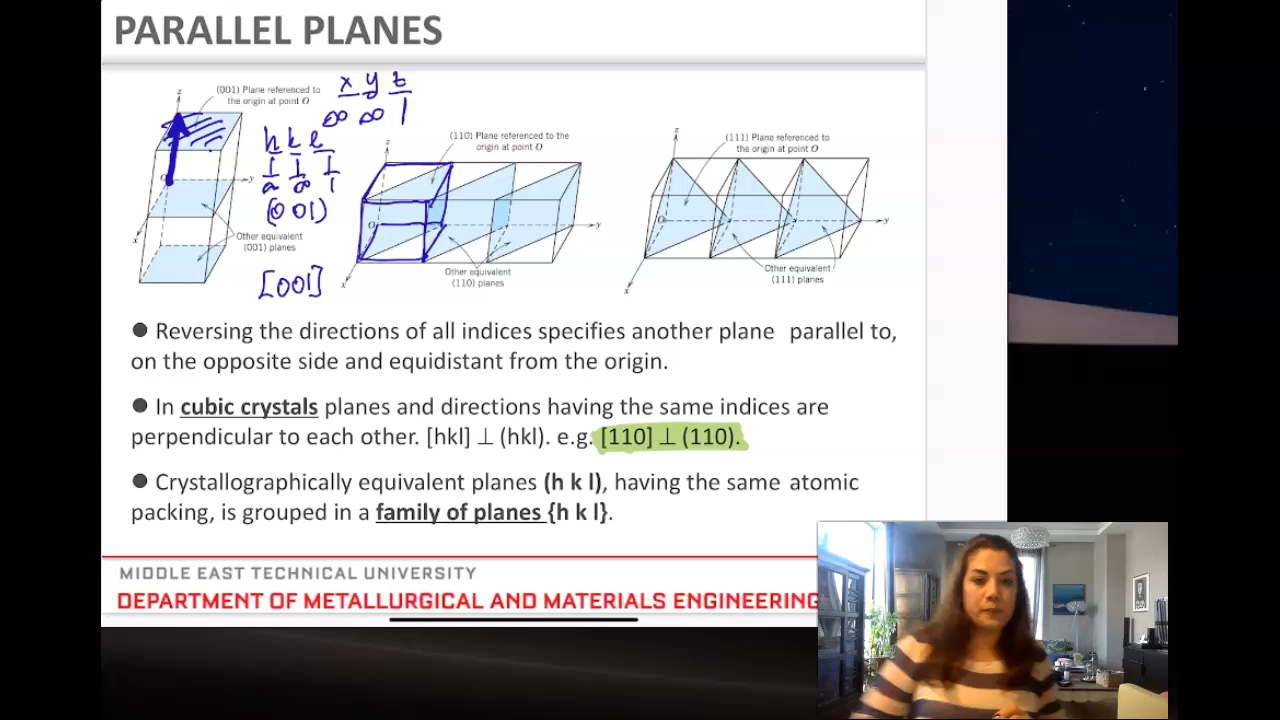 PARALLEL PLANES
(001) Plane referenced to
the origin at point O
z
O
y
x
Other equivalent
(001) planes
x y z
∞ ∞ 1
h k l
1 1 1
∞ ∞ 1
(0 01)
[001]
(110) Plane referenced to the
origin at point O
z
O
y
x
Other equivalent
(110) planes
(111) Plane referenced to
the origin at point O
z
O
y
x
Other equivalent
(111) planes
● Reversing the directions of all indices specifies another plane parallel to,
on the opposite side and equidistant from the origin.
● In cubic crystals planes and directions having the same indices are
perpendicular to each other. [hkl] ⊥ (hkl). e.g. [110] ⊥ (110).
● Crystallographically equivalent planes (h k l), having the same atomic
packing, is grouped in a family of planes {h k l}.
MIDDLE EAST TECHNICAL UNIVERSITY
DEPARTMENT OF METALLURGICAL AND MATERIALS ENGINEERING